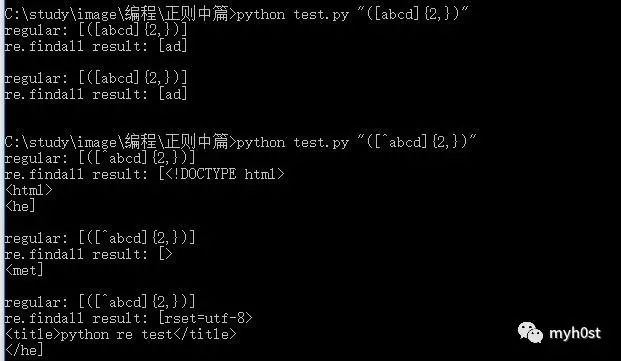 C:\study\image\编程\正则中篇>python test.py "([abcd]{2,})"
regular: [([abcd]{2,})]
re.findall result: [ad]
regular: [([abcd]{2,})]
re.findall result: [ad]
C:\study\image\编程\正则中篇>python test.py "([^abcd]{2,})"
regular: [([^abcd]{2,})]
re.findall result: [<!DOCTYPE html>
<html>
<he]
regular: [([^abcd]{2,})]
re.findall result: [>
<met]
regular: [([^abcd]{2,})]
re.findall result: [rset=utf-8>
<title>python re test</title>
</he]
myh0st